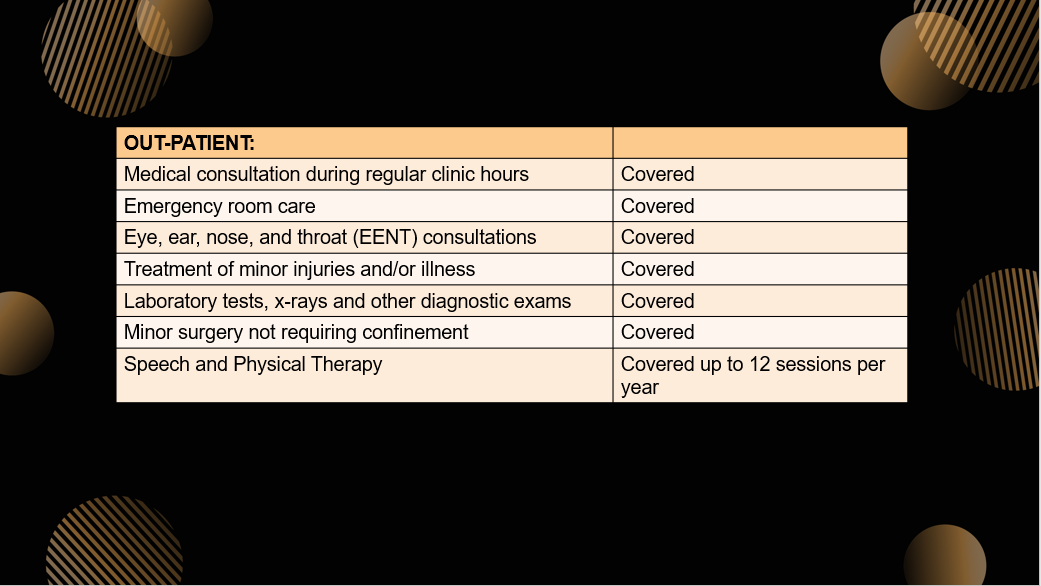 OUT-PATIENT:
Medical consultation during regular clinic hours Covered
Emergency room care Covered
Eye, ear, nose, and throat (EENT) consultations Covered
Treatment of minor injuries and/or illness Covered
Laboratory tests, x-rays and other diagnostic exams Covered
Minor surgery not requiring confinement Covered
Speech and Physical Therapy Covered up to 12 sessions per
year